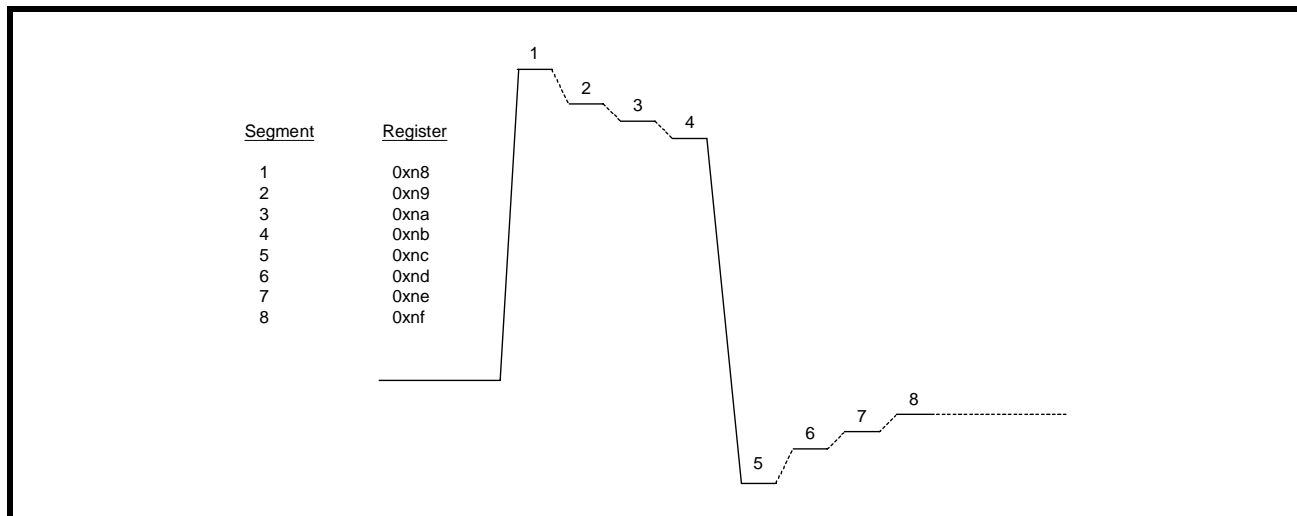 Segment Register
1 0xn8
2 0xn9
3 0xna
4 0xnb
5 0xnc
6 0xnd
7 0xne
8 0xnf
1
2
3
4
5
6
7
8